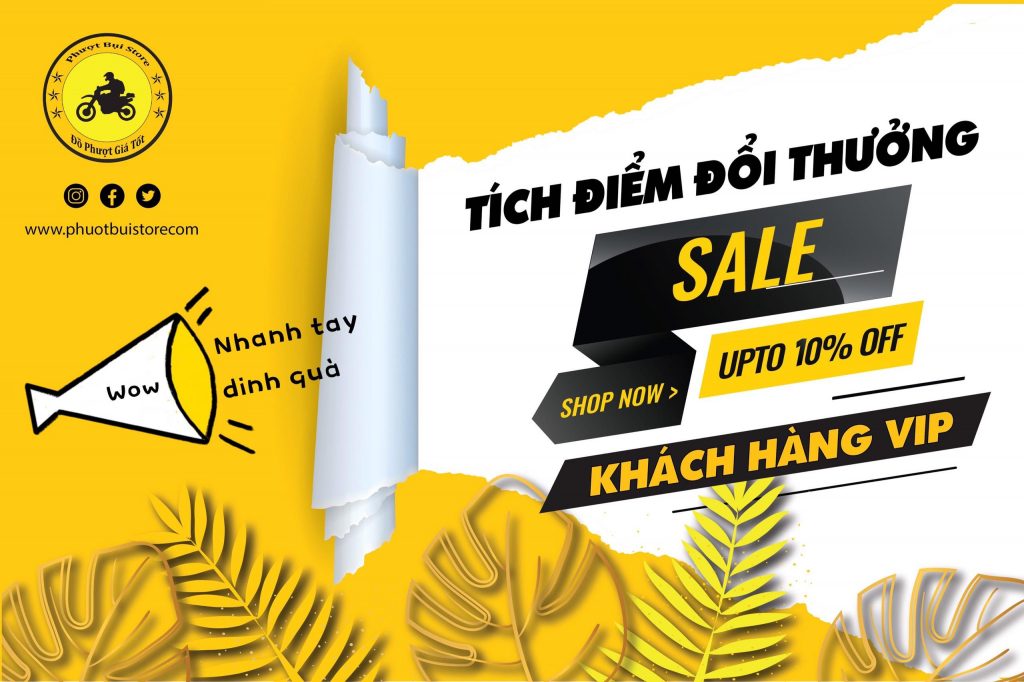 Phượt Bụi Store
Đồ Phượt Giá Tốt
www.phuotbuistorecom
Wow
Nhanh tay
dinh quà
TÍCH ĐIỂM ĐỔI THƯỞNG
SALE
UPTO 10% OFF
SHOP NOW >
KHÁCH HÀNG VIP